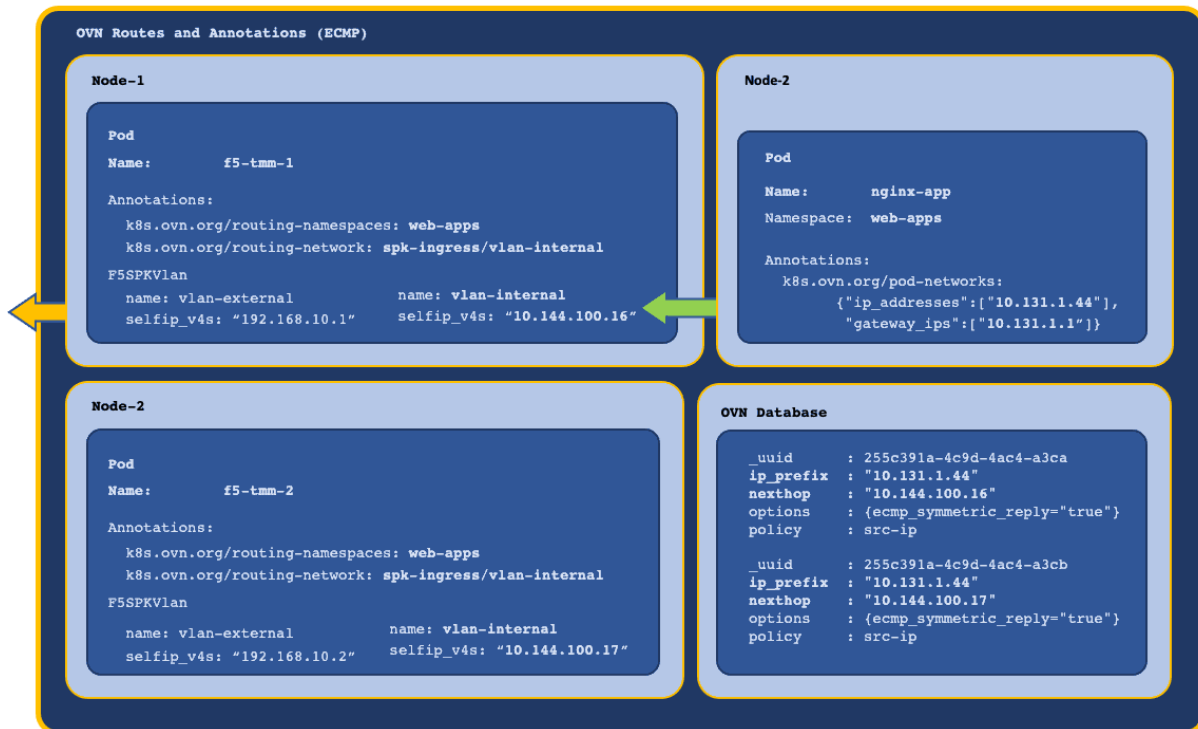 OVN Routes and Annotations (ECMP)
Node-1
Pod
Name: f5-tmm-1
Annotations:
k8s.ovn.org/routing-namespaces: web-apps
k8s.ovn.org/routing-network: spk-ingress/vlan-internal
F5SPKVlan
name: vlan-external
selfip_v4s: “192.168.10.1”
name: vlan-internal
selfip_v4s: “10.144.100.16”
Node-2
Pod
Name: nginx-app
Namespace: web-apps
Annotations:
k8s.ovn.org/pod-networks:
{"ip_addresses":["10.131.1.44"],
"gateway_ips":["10.131.1.1”]}
Node-2
Pod
Name: f5-tmm-2
Annotations:
k8s.ovn.org/routing-namespaces: web-apps
k8s.ovn.org/routing-network: spk-ingress/vlan-internal
F5SPKVlan
name: vlan-external
selfip_v4s: “192.168.10.2”
name: vlan-internal
selfip_v4s: “10.144.100.17”
OVN Database
_uuid : 255c391a-4c9d-4ac4-a3ca
ip_prefix : "10.131.1.44"
nexthop : "10.144.100.16"
options : {ecmp_symmetric_reply="true"}
policy : src-ip
_uuid : 255c391a-4c9d-4ac4-a3cb
ip_prefix : "10.131.1.44"
nexthop : "10.144.100.17"
options : {ecmp_symmetric_reply="true"}
policy : src-ip